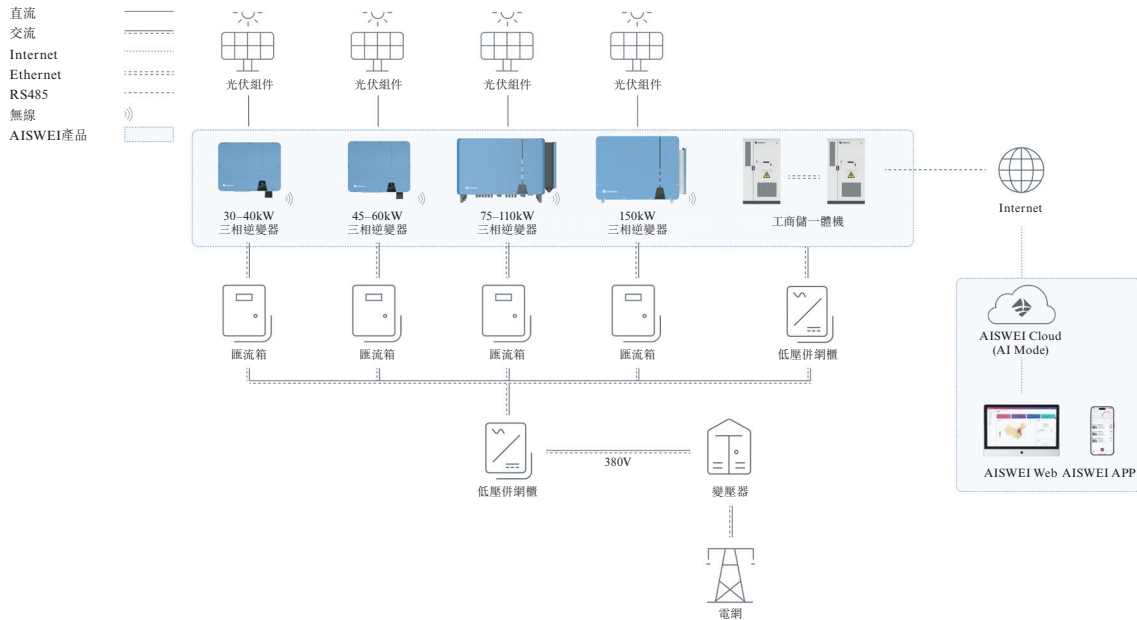 直流
交流
Internet
Ethernet
RS485
無線
AISWEI產品
光伏組件
光伏組件
光伏組件
光伏組件
30–40kW
三相逆變器
45–60kW
三相逆變器
75–110kW
三相逆變器
150kW
三相逆變器
工商儲一體機
Internet
匯流箱
匯流箱
匯流箱
匯流箱
低壓併網櫃
AISWEI Cloud
(AI Mode)
AISWEI Web
AISWEI APP
低壓併網櫃
380V
變壓器
電網